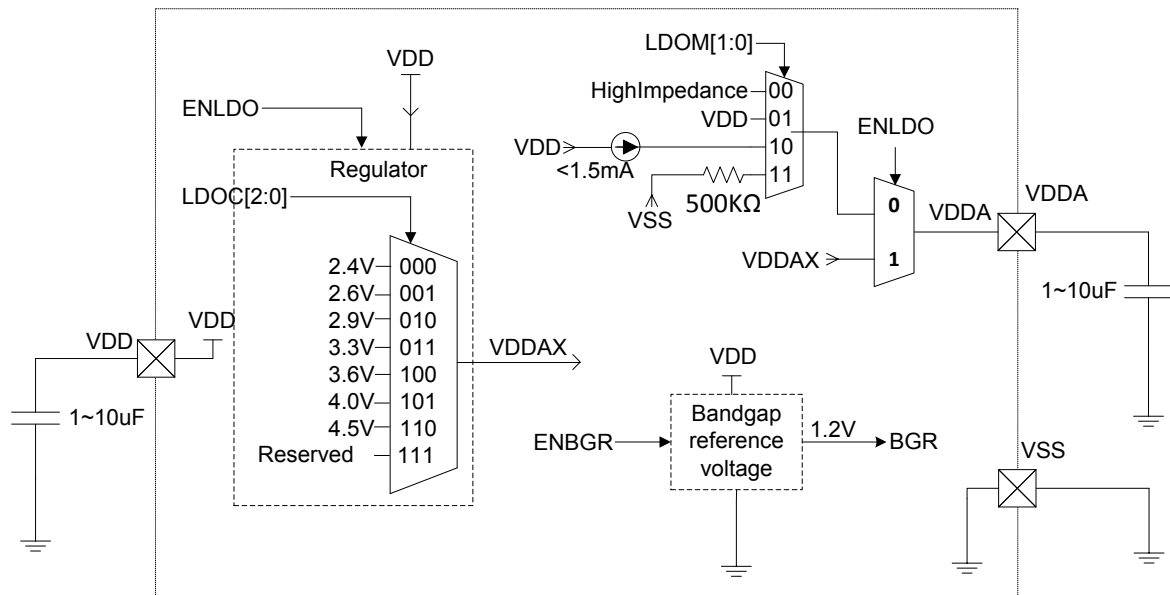 LDOM[1:0]
VDD
HighImpedance
00
ENLDO
VDD
01
ENLDO
VDD
10
<1.5mA
11
Regulator
VSS
500KΩ
LDOC[2:0]
0
VDDA
VDDA
VDDAX
1
2.4V
000
1~10uF
2.6V
001
2.9V
010
VDD
VDD
3.3V
011
VDDAX
VDD
3.6V
100
4.0V
101
1~10uF
4.5V
110
Reserved
111
ENBGR
Bandgap
reference
voltage
1.2V
BGR
VSS